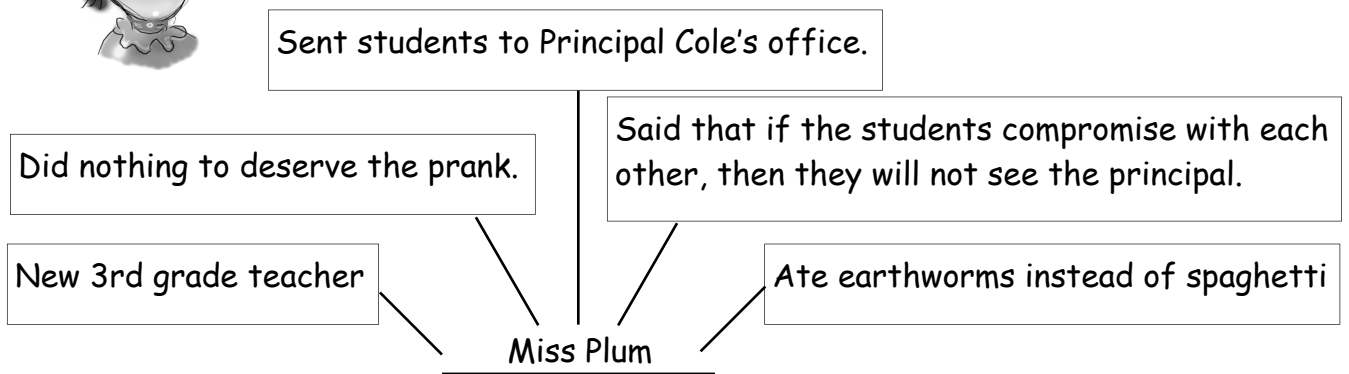 Sent students to Principal Cole's office.
Said that if the students compromise with each
other, then they will not see the principal.
Did nothing to deserve the prank.
New 3rd grade teacher
Ate earthworms instead of spaghetti
Miss Plum